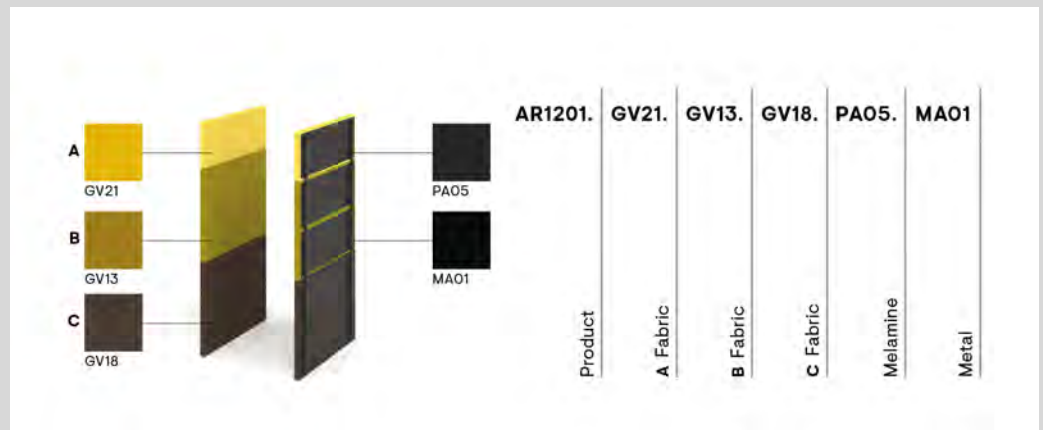 A
GV21
B
GV13
C
GV18
PA05
MA01
AR1201. GV21. GV13. GV18. PA05. MA01
Product
A Fabric
B Fabric
C Fabric
Melamine
Metal